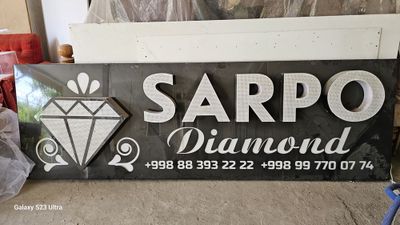 SARPO
Diamond
+998 88 393 22 22 +998 99 770 07 74
Galaxy S23 Ultra